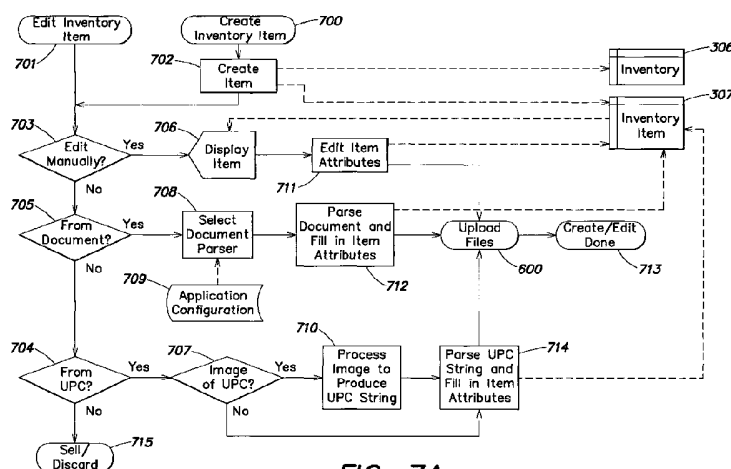 Edit Inventory
Item
701
Create
Inventory Item
700
702
Create
Item
306
Inventory
307
Inventory
Item
703
Edit
Manually?
Yes
No
706
Display
Item
Edit Item
Attributes
711
705
From
Document?
Yes
No
708
Select
Document
Parser
Parse
Document and
Fill in Item
Attributes
712
Upload
Files
600
Create/Edit
Done
713
709
Application
Configuration
704
From
UPC?
Yes
No
707
Image
of UPC?
Yes
No
710
Process
Image to
Produce
UPC String
714
Parse UPC
String and
Fill in Item
Attributes
Sell/
Discard
715
FIG. 7A